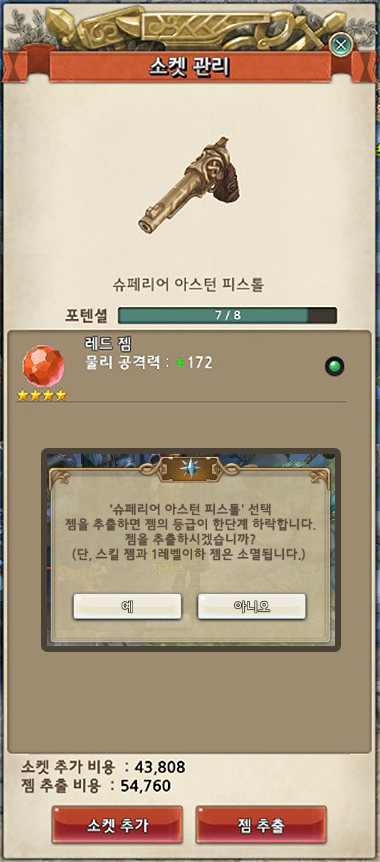 소켓 관리
슈페리어 아스턴 피스톨
포텐셜 7 / 8
레드 젬
물리 공격력 : +172
'슈페리어 아스턴 피스톨' 선택
젬을 추출하면 젬의 등급이 한단계 하락합니다.
젬을 추출하시겠습니까?
(단, 스킬 젬과 1레벨이하 젬은 소멸됩니다.)
예 아니오
소켓 추가 비용 : 43,808
젬 추출 비용 : 54,760
소켓 추가 젬 추출